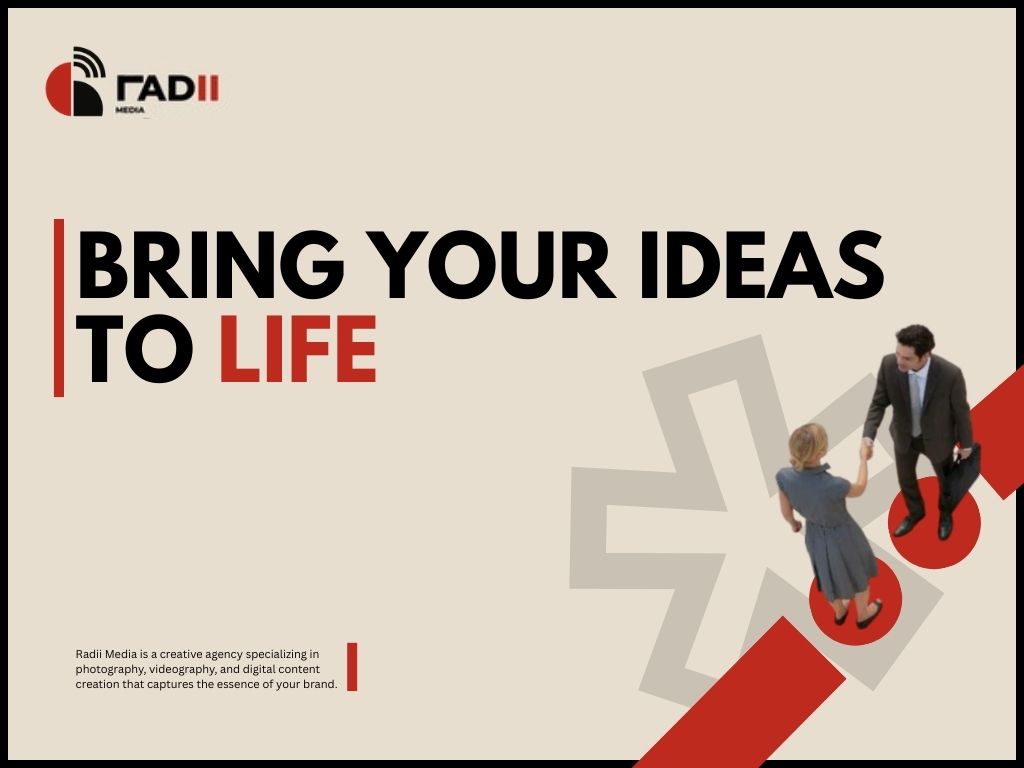 rADII
MEDIA
BRING YOUR IDEAS
TO LIFE
Radii Media is a creative agency specializing in
photography, videography, and digital content
creation that captures the essence of your brand.